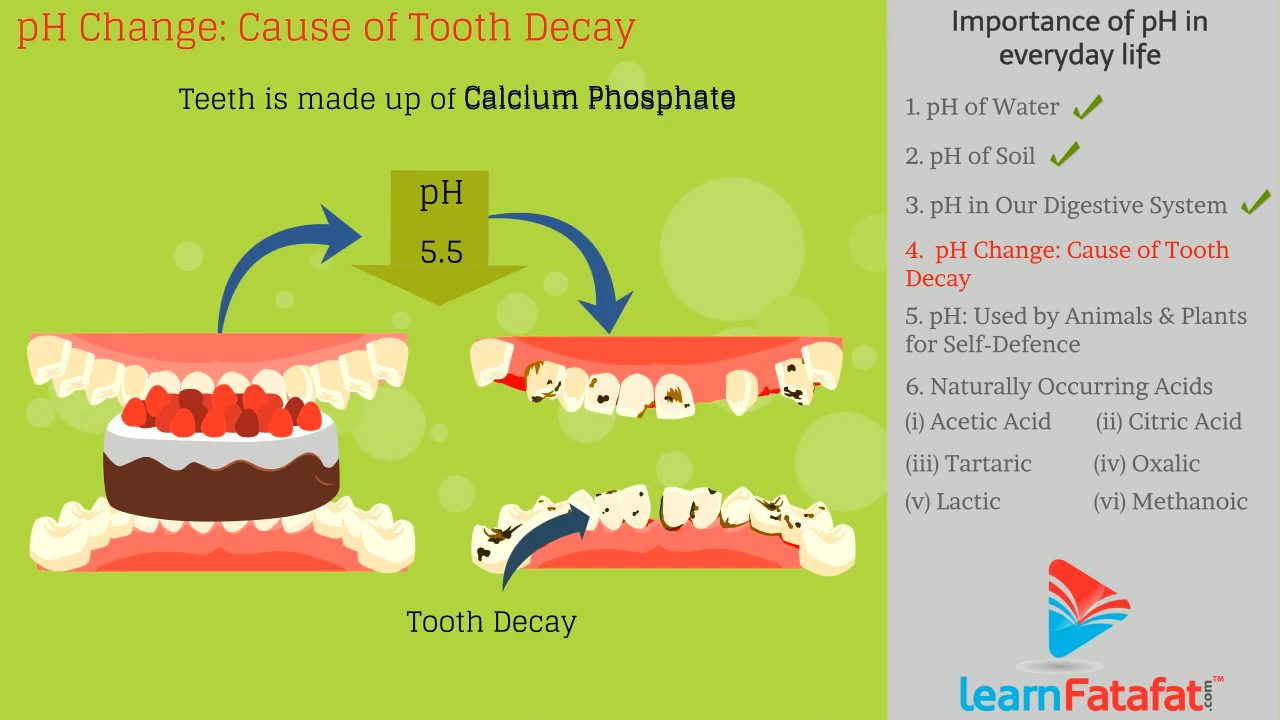 pH Change: Cause of Tooth Decay
Teeth is made up of Calcium Phosphate
pH
5.5
Tooth Decay
Importance of pH in
everyday life
1. pH of Water
2. pH of Soil
3. pH in Our Digestive System
4. pH Change: Cause of Tooth
Decay
5. pH: Used by Animals & Plants
for Self-Defence
6. Naturally Occurring Acids
(i) Acetic Acid (ii) Citric Acid
(iii) Tartaric (iv) Oxalic
(v) Lactic (vi) Methanoic
learnFatafat.com™